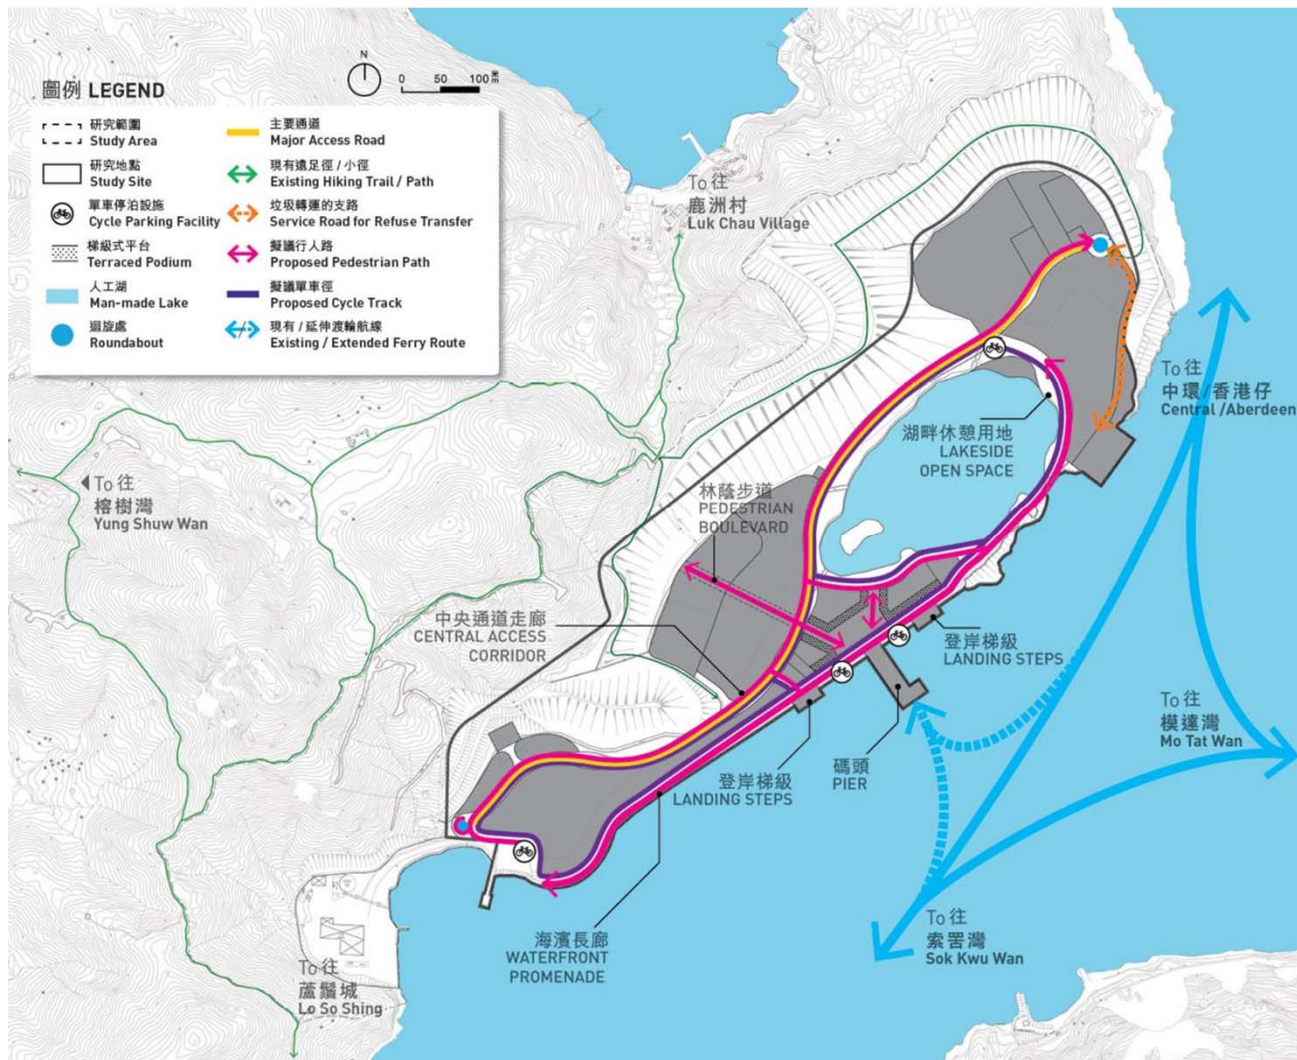 圖例 LEGEND
研究範圍
Study Area
研究地點
Study Site
單車停泊設施
Cycle Parking Facility
梯級式平台
Terraced Podium
人工湖
Man-made Lake
迴旋處
Roundabout
主要通道
Major Access Road
現有遠足徑 / 小徑
Existing Hiking Trail / Path
垃圾轉運的支路
Service Road for Refuse Transfer
擬議行人路
Proposed Pedestrian Path
擬議單車徑
Proposed Cycle Track
現有 / 延伸渡輪航線
Existing / Extended Ferry Route
N
0 50 100 米 m
To 往
鹿洲村
Luk Chau Village
To 往
中環/香港仔
Central /Aberdeen
湖畔休憩用地
LAKESIDE
OPEN SPACE
To 往
榕樹灣
Yung Shuw Wan
林蔭步道
PEDESTRIAN
BOULEVARD
中央通道走廊
CENTRAL ACCESS
CORRIDOR
登岸梯級
LANDING STEPS
To 往
模達灣
Mo Tat Wan
登岸梯級
LANDING STEPS
碼頭
PIER
To 往
索罟灣
Sok Kwu Wan
海濱長廊
WATERFRONT
PROMENADE
To 往
蘆鬚城
Lo So Shing